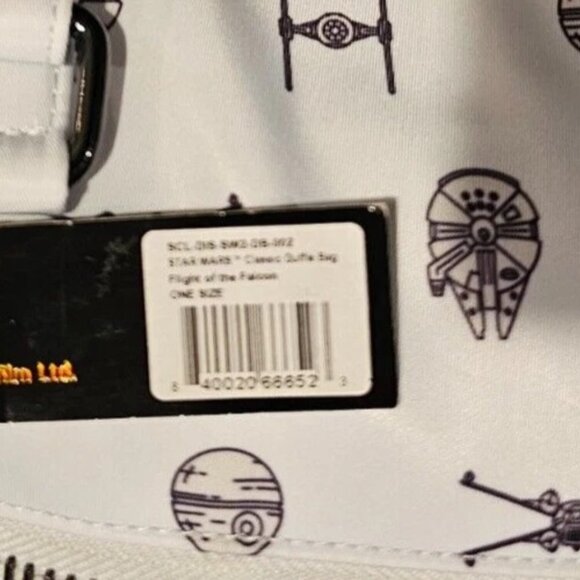 SCL-DIS-SW2-DB-002
STAR WARS™ Classic Duffle Bag
Flight of the Falcon
ONE SIZE
film Ltd.
8 40020 66652 3